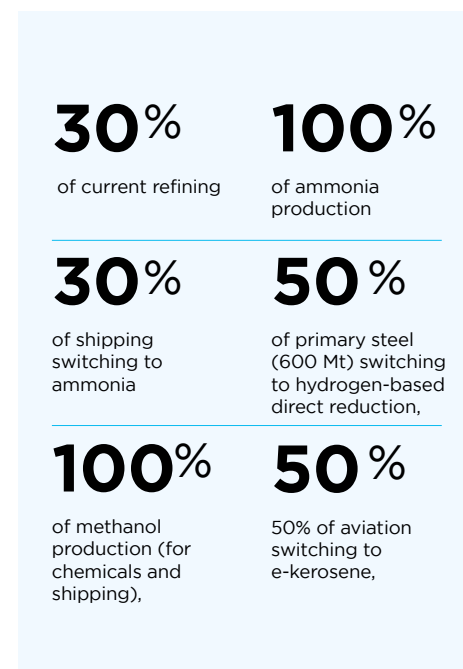 30%
of current refining
100%
of ammonia
production
30%
of shipping
switching to
ammonia
50%
of primary steel
(600 Mt) switching
to hydrogen-based
direct reduction,
100%
of methanol
production (for
chemicals and
shipping),
50%
50% of aviation
switching to
e-kerosene,